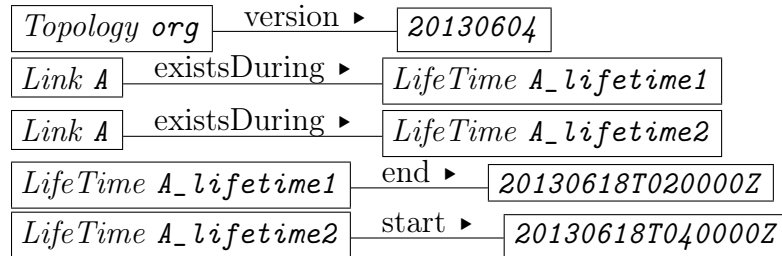 Topology org version ▸ 20130604
Link A existsDuring ▸ LifeTime A_lifetime1
Link A existsDuring ▸ LifeTime A_lifetime2
LifeTime A_lifetime1 end ▸ 20130618T020000Z
LifeTime A_lifetime2 start ▸ 20130618T040000Z